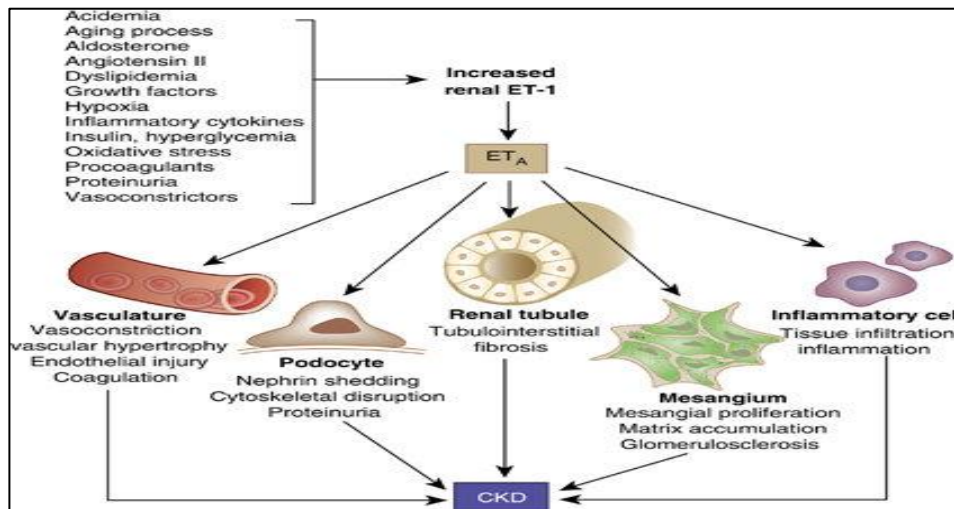 Acidemia
Aging process
Aldosterone
Angiotensin II
Dyslipidemia
Growth factors
Hypoxia
Inflammatory cytokines
Insulin, hyperglycemia
Oxidative stress
Procoagulants
Proteinuria
Vasoconstrictors
Increased
renal ET-1
ETA
Vasculature
Vasoconstriction
vascular hypertrophy
Endothelial injury
Coagulation
Podocyte
Nephrin shedding
Cytoskeletal disruption
Proteinuria
Renal tubule
Tubulointerstitial
fibrosis
Mesangium
Mesangial proliferation
Matrix accumulation
Glomerulosclerosis
Inflammatory cell
Tissue infiltration
inflammation
CKD